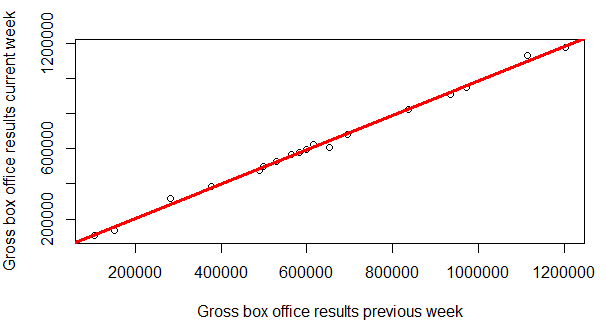 Gross box office results current week
200000 600000 1200000
200000 400000 600000 800000 1000000 1200000
Gross box office results previous week